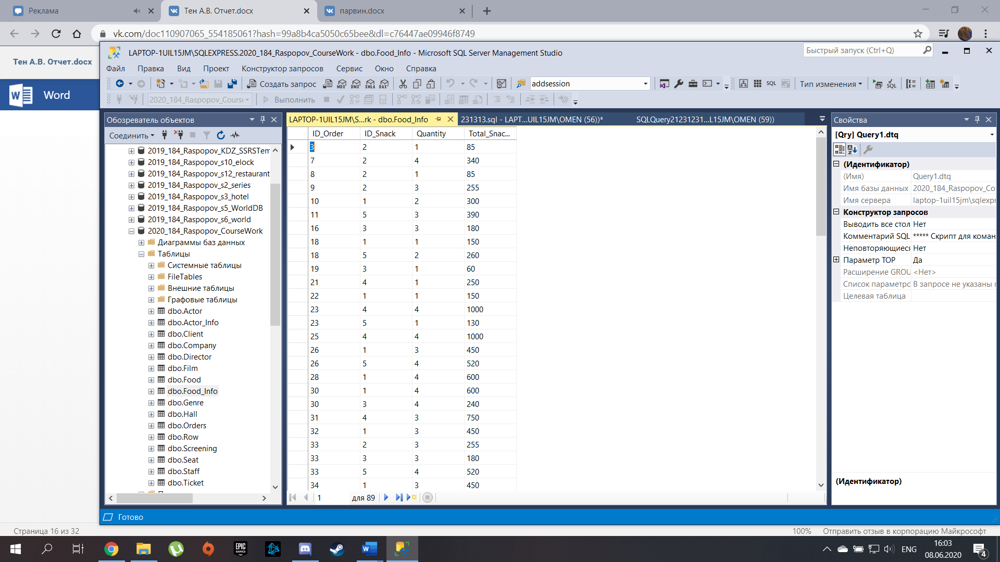 Реклама
Тен А.В. Отчет.docx
парвин.docx
vk.com/doc110907065_554185061?hash=99a8b4ca5050c65bee&dl=c76447ae09946f8749
Тен А.В. Отчет.docx
Word
LAPTOP-1UIL15JM\SQLEXPRESS.2020_184_Raspopov_CourseWork - dbo.Food_Info - Microsoft SQL Server Management Studio
Быстрый запуск (Ctrl+Q)
Файл Правка Вид Проект Конструктор запросов Сервис Окно Справка
Создать запрос
MDX DMX XMLA DAX
addsession
SQL
Тип изменения
2020_184_Raspopov_Cours
Выполнить
Обозреватель объектов
Соединить
2019_184_Raspopov_KDZ_SSRSTem
2019_184_Raspopov_s10_elock
2019_184_Raspopov_s12_restaurant
2019_184_Raspopov_s2_series
2019_184_Raspopov_s3_hotel
2019_184_Raspopov_s5_WorldDB
2019_184_Raspopov_s6_world
2020_184_Raspopov_CourseWork
Диаграммы баз данных
Таблицы
Системные таблицы
FileTables
Внешние таблицы
Графовые таблицы
dbo.Actor
dbo.Actor_Info
dbo.Client
dbo.Company
dbo.Director
dbo.Film
dbo.Food
dbo.Food_Info
dbo.Genre
dbo.Hall
dbo.Orders
dbo.Row
dbo.Screening
dbo.Seat
dbo.Staff
dbo.Ticket
LAPTOP-1UIL15JM\S...rk - dbo.Food_Info
231313.sql - LAPT...UIL15JM\OMEN (56))*
SQLQuery21231231...L15JM\OMEN (59))
ID_Order ID_Snack Quantity Total_Snac...
3 2 1 85
7 2 4 340
8 2 1 85
9 2 3 255
10 1 2 300
11 5 3 390
16 3 3 180
18 1 1 150
18 5 2 260
19 3 1 60
21 4 1 250
22 1 1 150
23 4 4 1000
23 5 1 130
25 4 4 1000
26 1 3 450
26 5 4 520
28 1 4 600
30 1 4 600
30 3 4 240
31 4 3 750
32 1 3 450
33 2 3 255
33 3 3 180
33 5 4 520
34 1 3 450
1 для 89
Свойства
[Qry] Query1.dtq
(Идентификатор)
(Имя) Query1.dtq
Имя базы данных 2020_184_Raspopov_Co
Имя сервера laptop-1uil15jm\sqlexp
Конструктор запросов
Выводить все стол Нет
Комментарий SQL ***** Скрипт для коман
Неповторяющиеся Нет
Параметр TOP Да
Расширение GROU <Нет>
Список параметро В запросе не указаны
Целевая таблица
(Идентификатор)
Готово
Страница 16 из 32
100%
Отправить отзыв в корпорацию Майкрософт
EPIC GAMES
ENG
16:03
08.06.2020
4